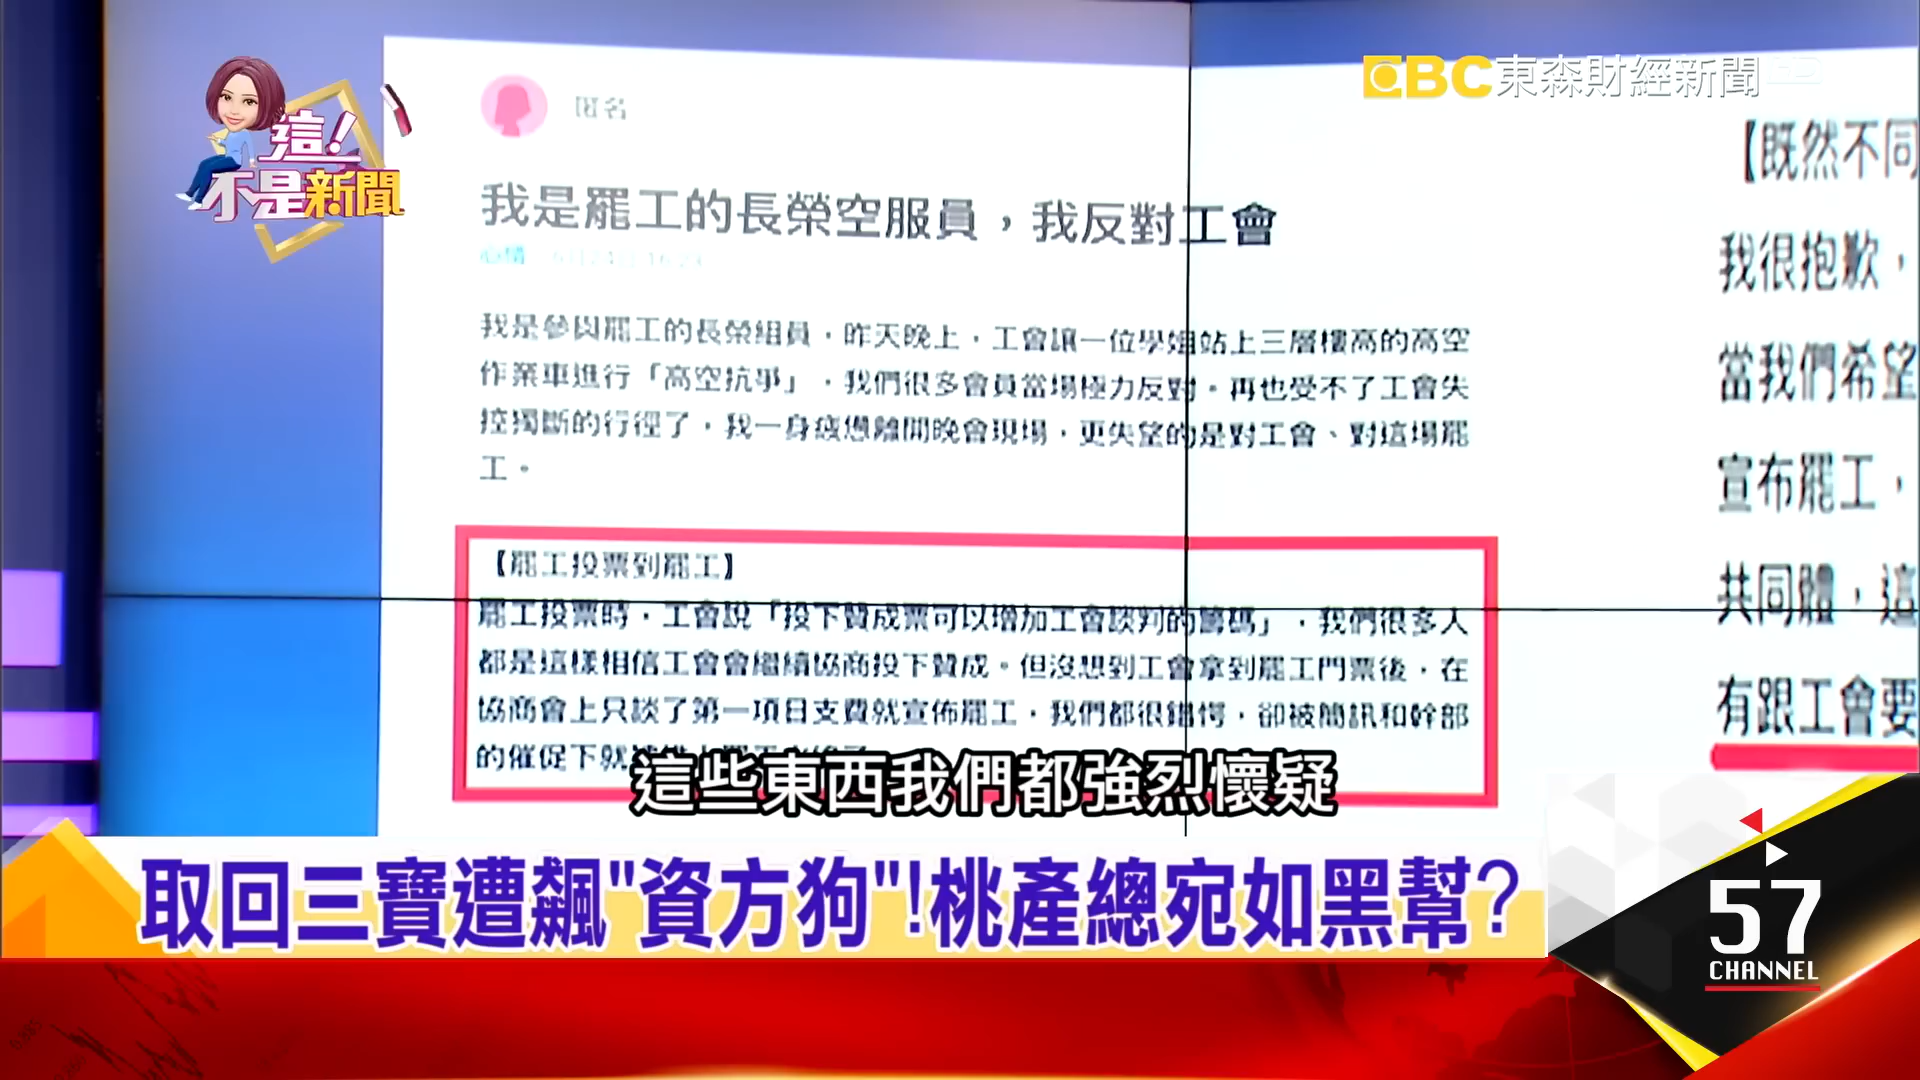 這!
不是新聞
EBC東森財經新聞
匿名
我是罷工的長榮空服員，我反對工會
心情
我是參與罷工的長榮組員，昨天晚上，工會讓一位學姐站上三層樓高的高空
作業車進行「高空抗爭」，我們很多會員當場極力反對。再也受不了工會失
控獨斷的行徑了，我一身疲憊離開晚會現場，更失望的是對工會、對這場罷
工。
【罷工投票到罷工】
罷工投票時，工會說「投下贊成票可以增加工會談判的籌碼」，我們很多人
都是這樣相信工會會繼續協商投下贊成。但沒想到工會拿到罷工門票後，在
協商會上只談了第一項目支費就宣佈罷工，我們都很錯愕，卻被簡訊和幹部
的催促下就
【既然不同
我很抱歉，
當我們希望
宣布罷工，
共同體，這
有跟工會要
這些東西我們都強烈懷疑
取回三寶遭飆"資方狗"!桃產總宛如黑幫?
57
CHANNEL